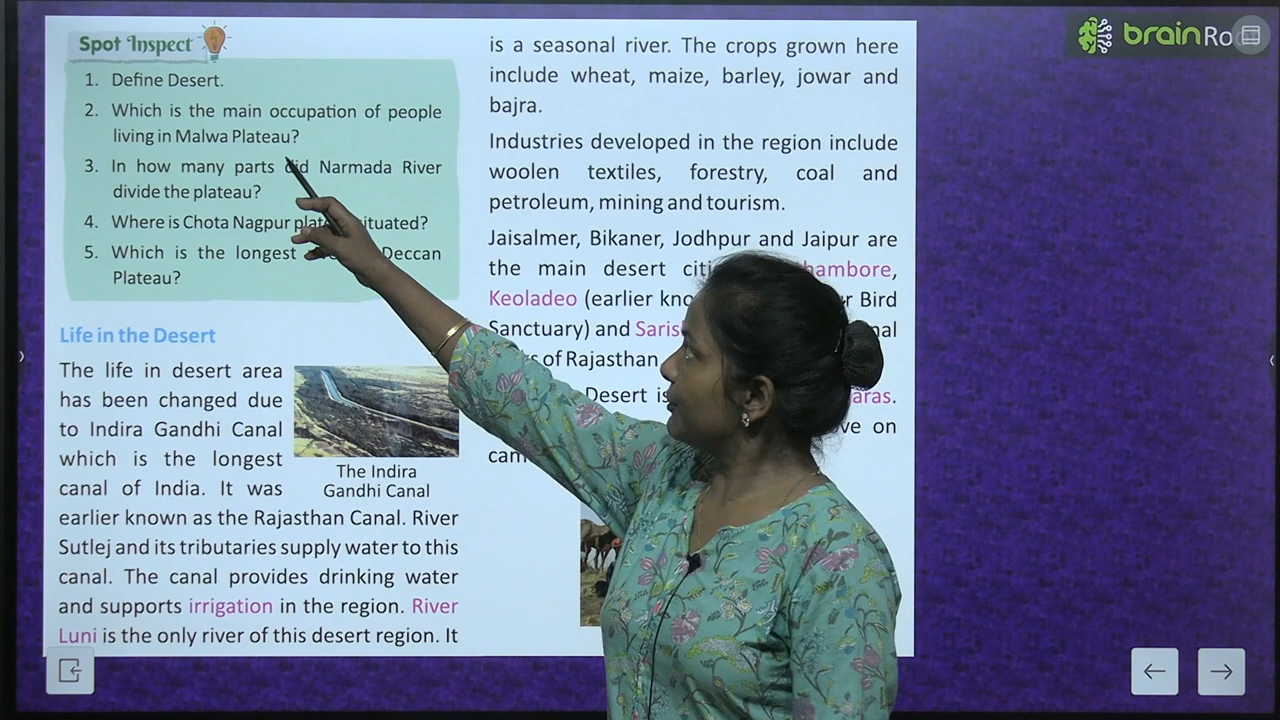 Spot Inspect
1. Define Desert.
2. Which is the main occupation of people
living in Malwa Plateau?
3. In how many parts did Narmada River
divide the plateau?
4. Where is Chota Nagpur situated?
5. Which is the longest Deccan
Plateau?
Life in the Desert
The life in desert area
has been changed due
to Indira Gandhi Canal
which is the longest
canal of India. It was
earlier known as the Rajasthan Canal. River
Sutlej and its tributaries supply water to this
canal. The canal provides drinking water
and supports irrigation in the region. River
Luni is the only river of this desert region. It
The Indira
Gandhi Canal
is a seasonal river. The crops grown here
include wheat, maize, barley, jowar and
bajra.
Industries developed in the region include
woolen textiles, forestry, coal and
petroleum, mining and tourism.
Jaisalmer, Bikaner, Jodhpur and Jaipur are
the main desert
Keoladeo (earlier Bird
Sanctuary) and
of Rajasthan
Desert is
on
brain